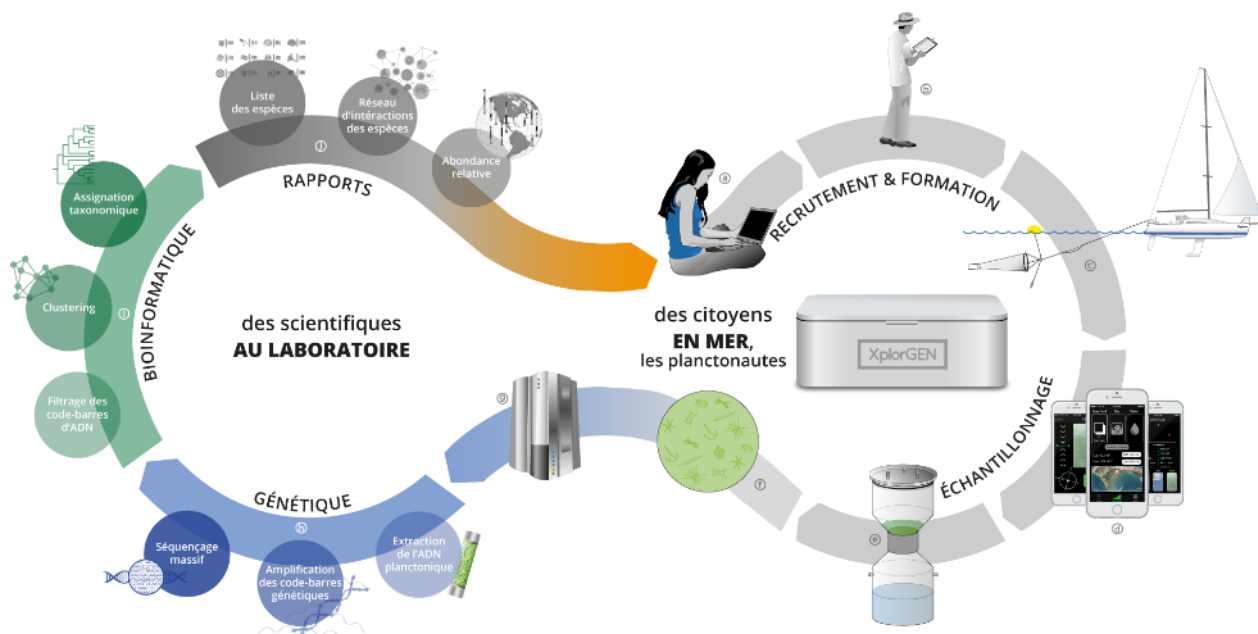 Liste
des espèces
Réseau
d'intéractions
des espèces
Abondance
relative
j
RAPPORTS
Assignation
taxonomique
Clustering
Filtrage des
code-barres
d'ADN
i
BIOINFORMATIQUE
des scientifiques
AU LABORATOIRE
GÉNÉTIQUE
h
Séquençage
massif
Amplification
des code-barres
génétiques
Extraction
de l'ADN
planctonique
g
a
b
RECRUTEMENT & FORMATION
c
des citoyens
EN MER,
les planctonautes
XplorGEN
ÉCHANTILLONNAGE
d
e
f